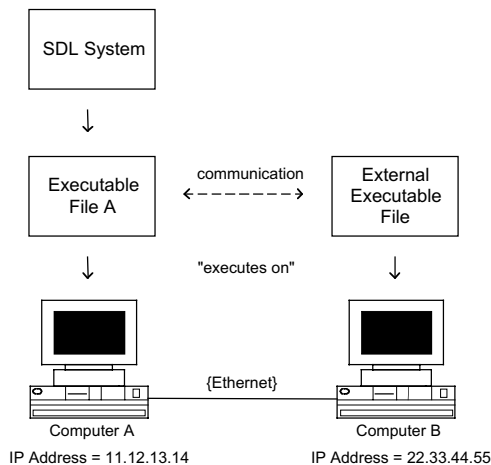 SDL System
Executable
File A
communication
External
Executable
File
"executes on"
{Ethernet}
Computer A
Computer B
IP Address = 11.12.13.14
IP Address = 22.33.44.55